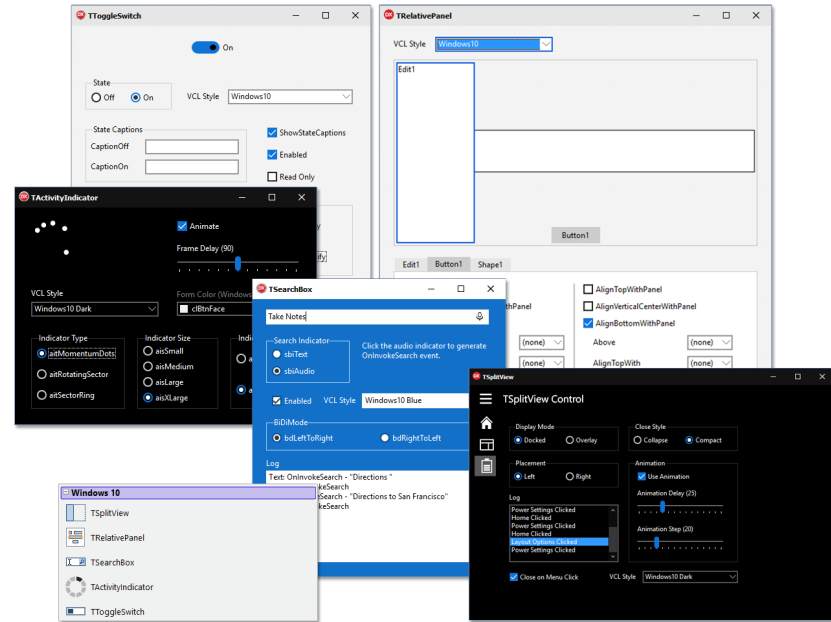 TToggleSwitch
On
State
Off On
VCL Style Windows10
State Captions
CaptionOff
CaptionOn
ShowStateCaptions
Enabled
Read Only
TRelativePanel
VCL Style Windows10
Edit1
Button1
Edit1 Button1 Shape1
AlignTopWithPanel
AlignVerticalCenterWithPanel
AlignBottomWithPanel
(none) Above (none)
(none) AlignTopWith (none)
TActivityIndicator
Animate
Frame Delay (90)
VCL Style
Windows10 Dark
Form Color (Windows
clBtnFace
Indicator Type
aitMomentumDots
aitRotatingSector
aitSectorRing
Indicator Size
aisSmall
aisMedium
aisLarge
aisXLarge
TSearchBox
Take Notes
Search Indicator
sbiText
sbiAudio
Click the audio indicator to generate
OnInvokeSearch event.
Enabled VCL Style Windows10 Blue
BiDiMode
bdLeftToRight bdRightToLeft
Log
Text: OnInvokeSearch - "Directions "
keSearch
keSearch - "Directions to San Francisco"
keSearch
TSplitView
TSplitView Control
Display Mode
Docked Overlay
Close Style
Collapse Compact
Placement
Left Right
Animation
Use Animation
Animation Delay (25)
Animation Step (20)
Log
Power Settings Clicked
Home Clicked
Power Settings Clicked
Home Clicked
Layout Options Clicked
Power Settings Clicked
Close on Menu Click VCL Style Windows10 Dark
Windows 10
TSplitView
TRelativePanel
TSearchBox
TActivityIndicator
TToggleSwitch